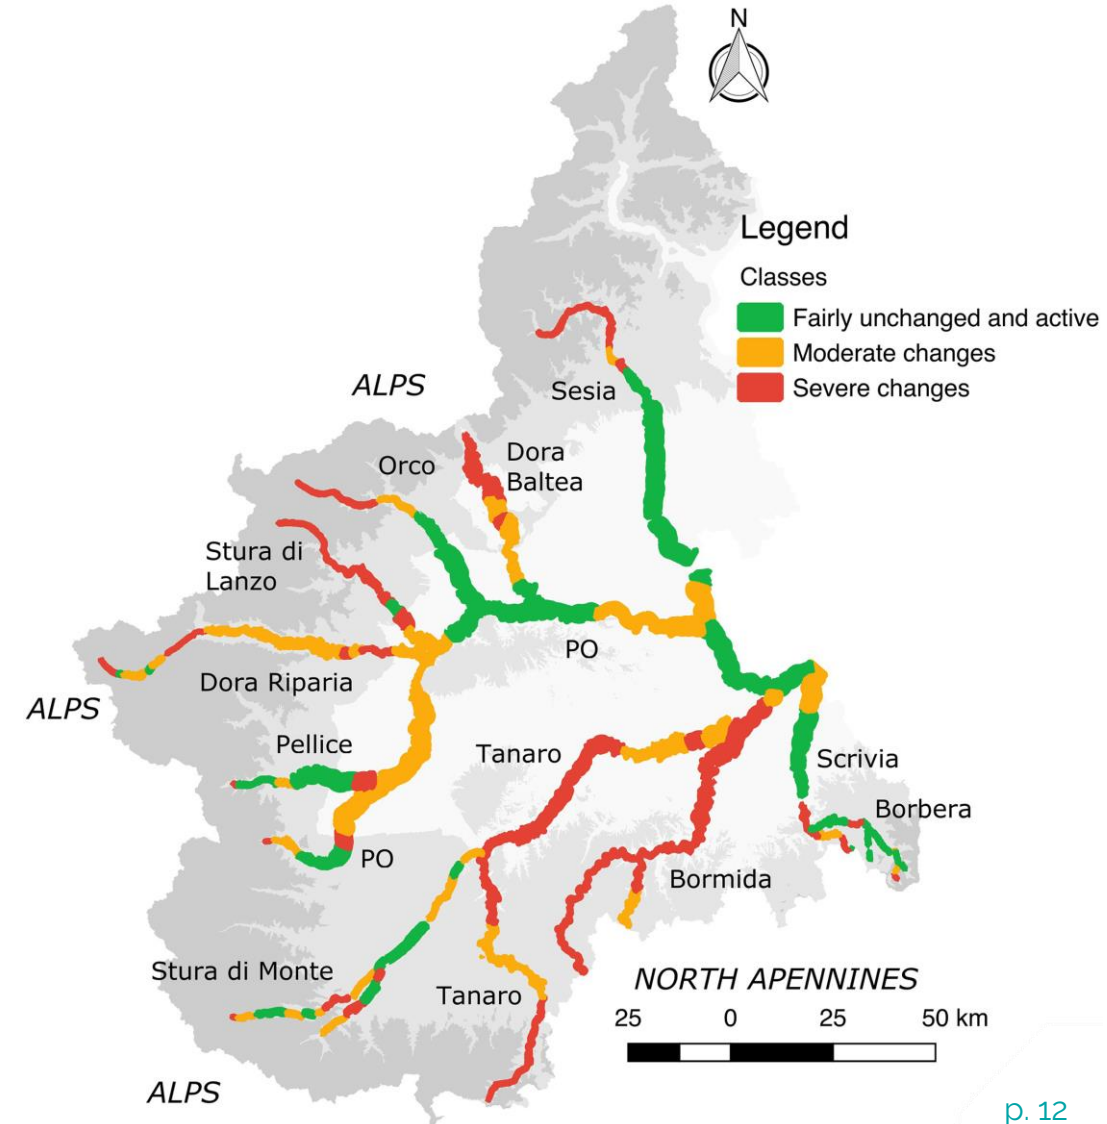 N
Legend
Classes
Fairly unchanged and active
Moderate changes
Severe changes
Sesia
ALPS
Dora
Baltea
Orco
Stura di
Lanzo
PO
Dora Riparia
ALPS
Pellice
Tanaro
Scrivia
Borbera
PO
Bormida
Stura di Monte
Tanaro
NORTH APENNINES
25 0 25 50 km
ALPS
p. 12